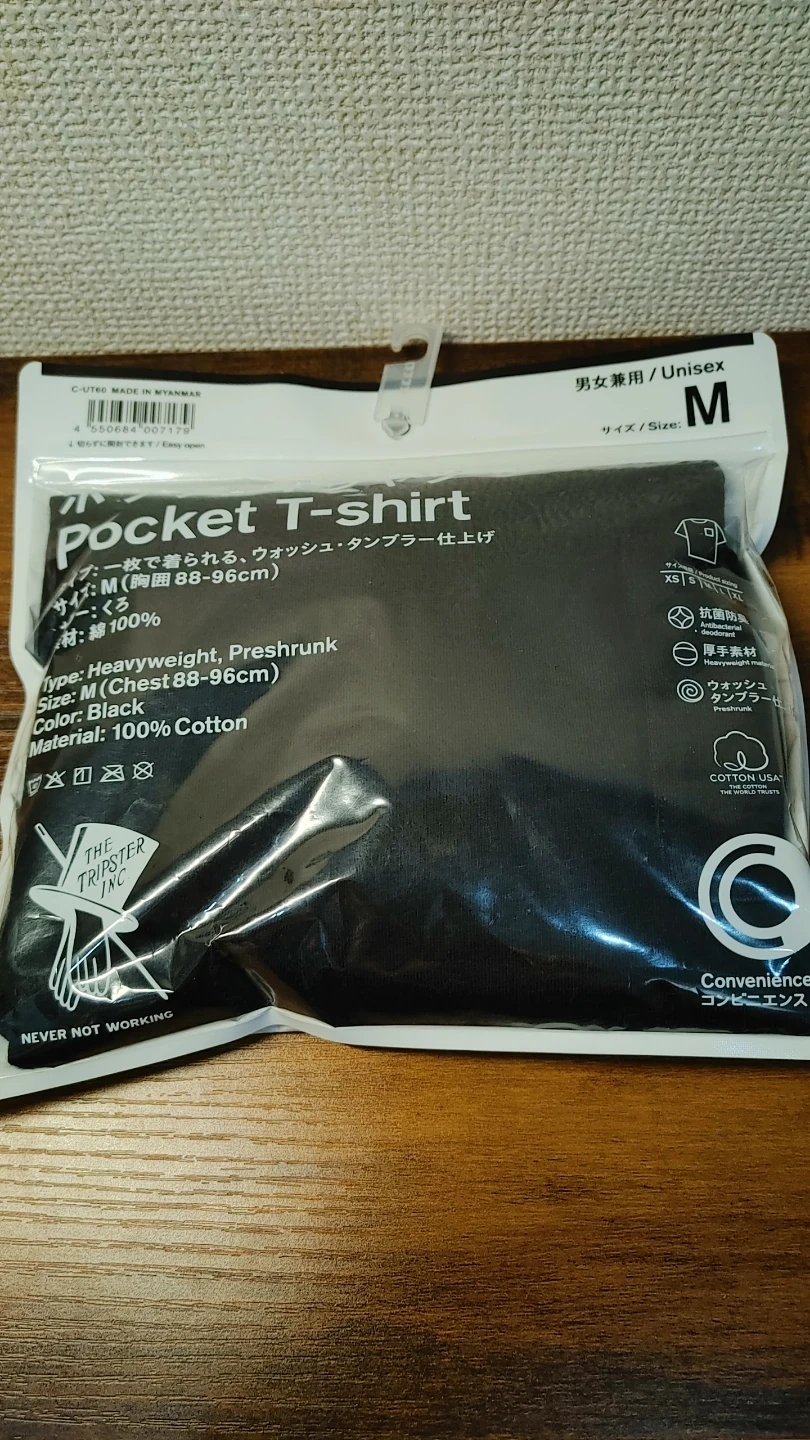 C-UT60 MADE IN MYANMAR
4 550684 007179
↓切らずに開封できます / Easy open
男女兼用 / Unisex
サイズ / Size: M
Pocket T-shirt
一枚で着られる、ウォッシュ・タンブラー仕上げ
サイズ: M (胸囲 88-96cm)
くろ
綿 100%
Type: Heavyweight, Preshrunk
Size: M (Chest 88-96cm)
Color: Black
Material: 100% Cotton
THE
TRIPSTER
INC.
NEVER NOT WORKING
Product sizing
XS | S | M | L | XL
抗菌防臭
Antibacterial
deodorant
厚手素材
Heavyweight
ウォッシュ
タンブラー
Preshrunk
COTTON USA
THE COTTON
THE WORLD TRUSTS
Convenience
コンビニエンス